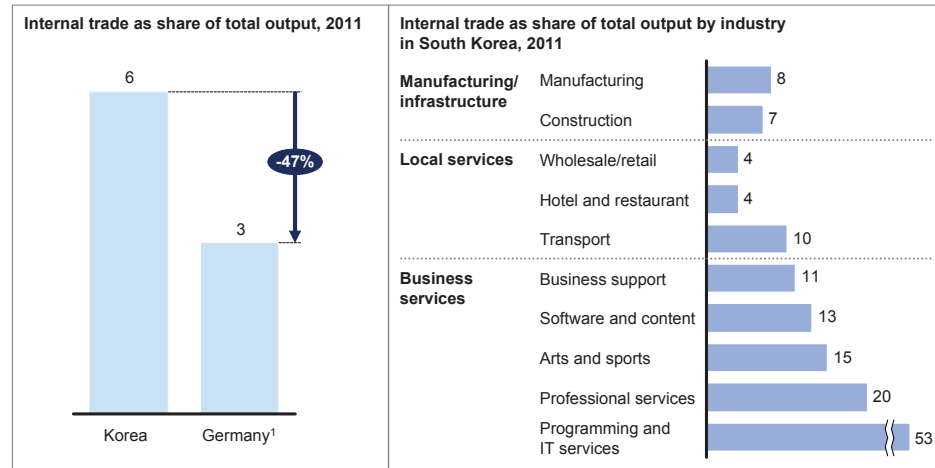 Internal trade as share of total output, 2011
6
-47%
3
Korea
Germany1
Internal trade as share of total output by industry
in South Korea, 2011
Manufacturing/
infrastructure
Manufacturing
8
Construction
7
Local services
Wholesale/retail
4
Hotel and restaurant
4
Transport
10
Business
services
Business support
11
Software and content
13
Arts and sports
15
Professional services
20
Programming and
IT services
53